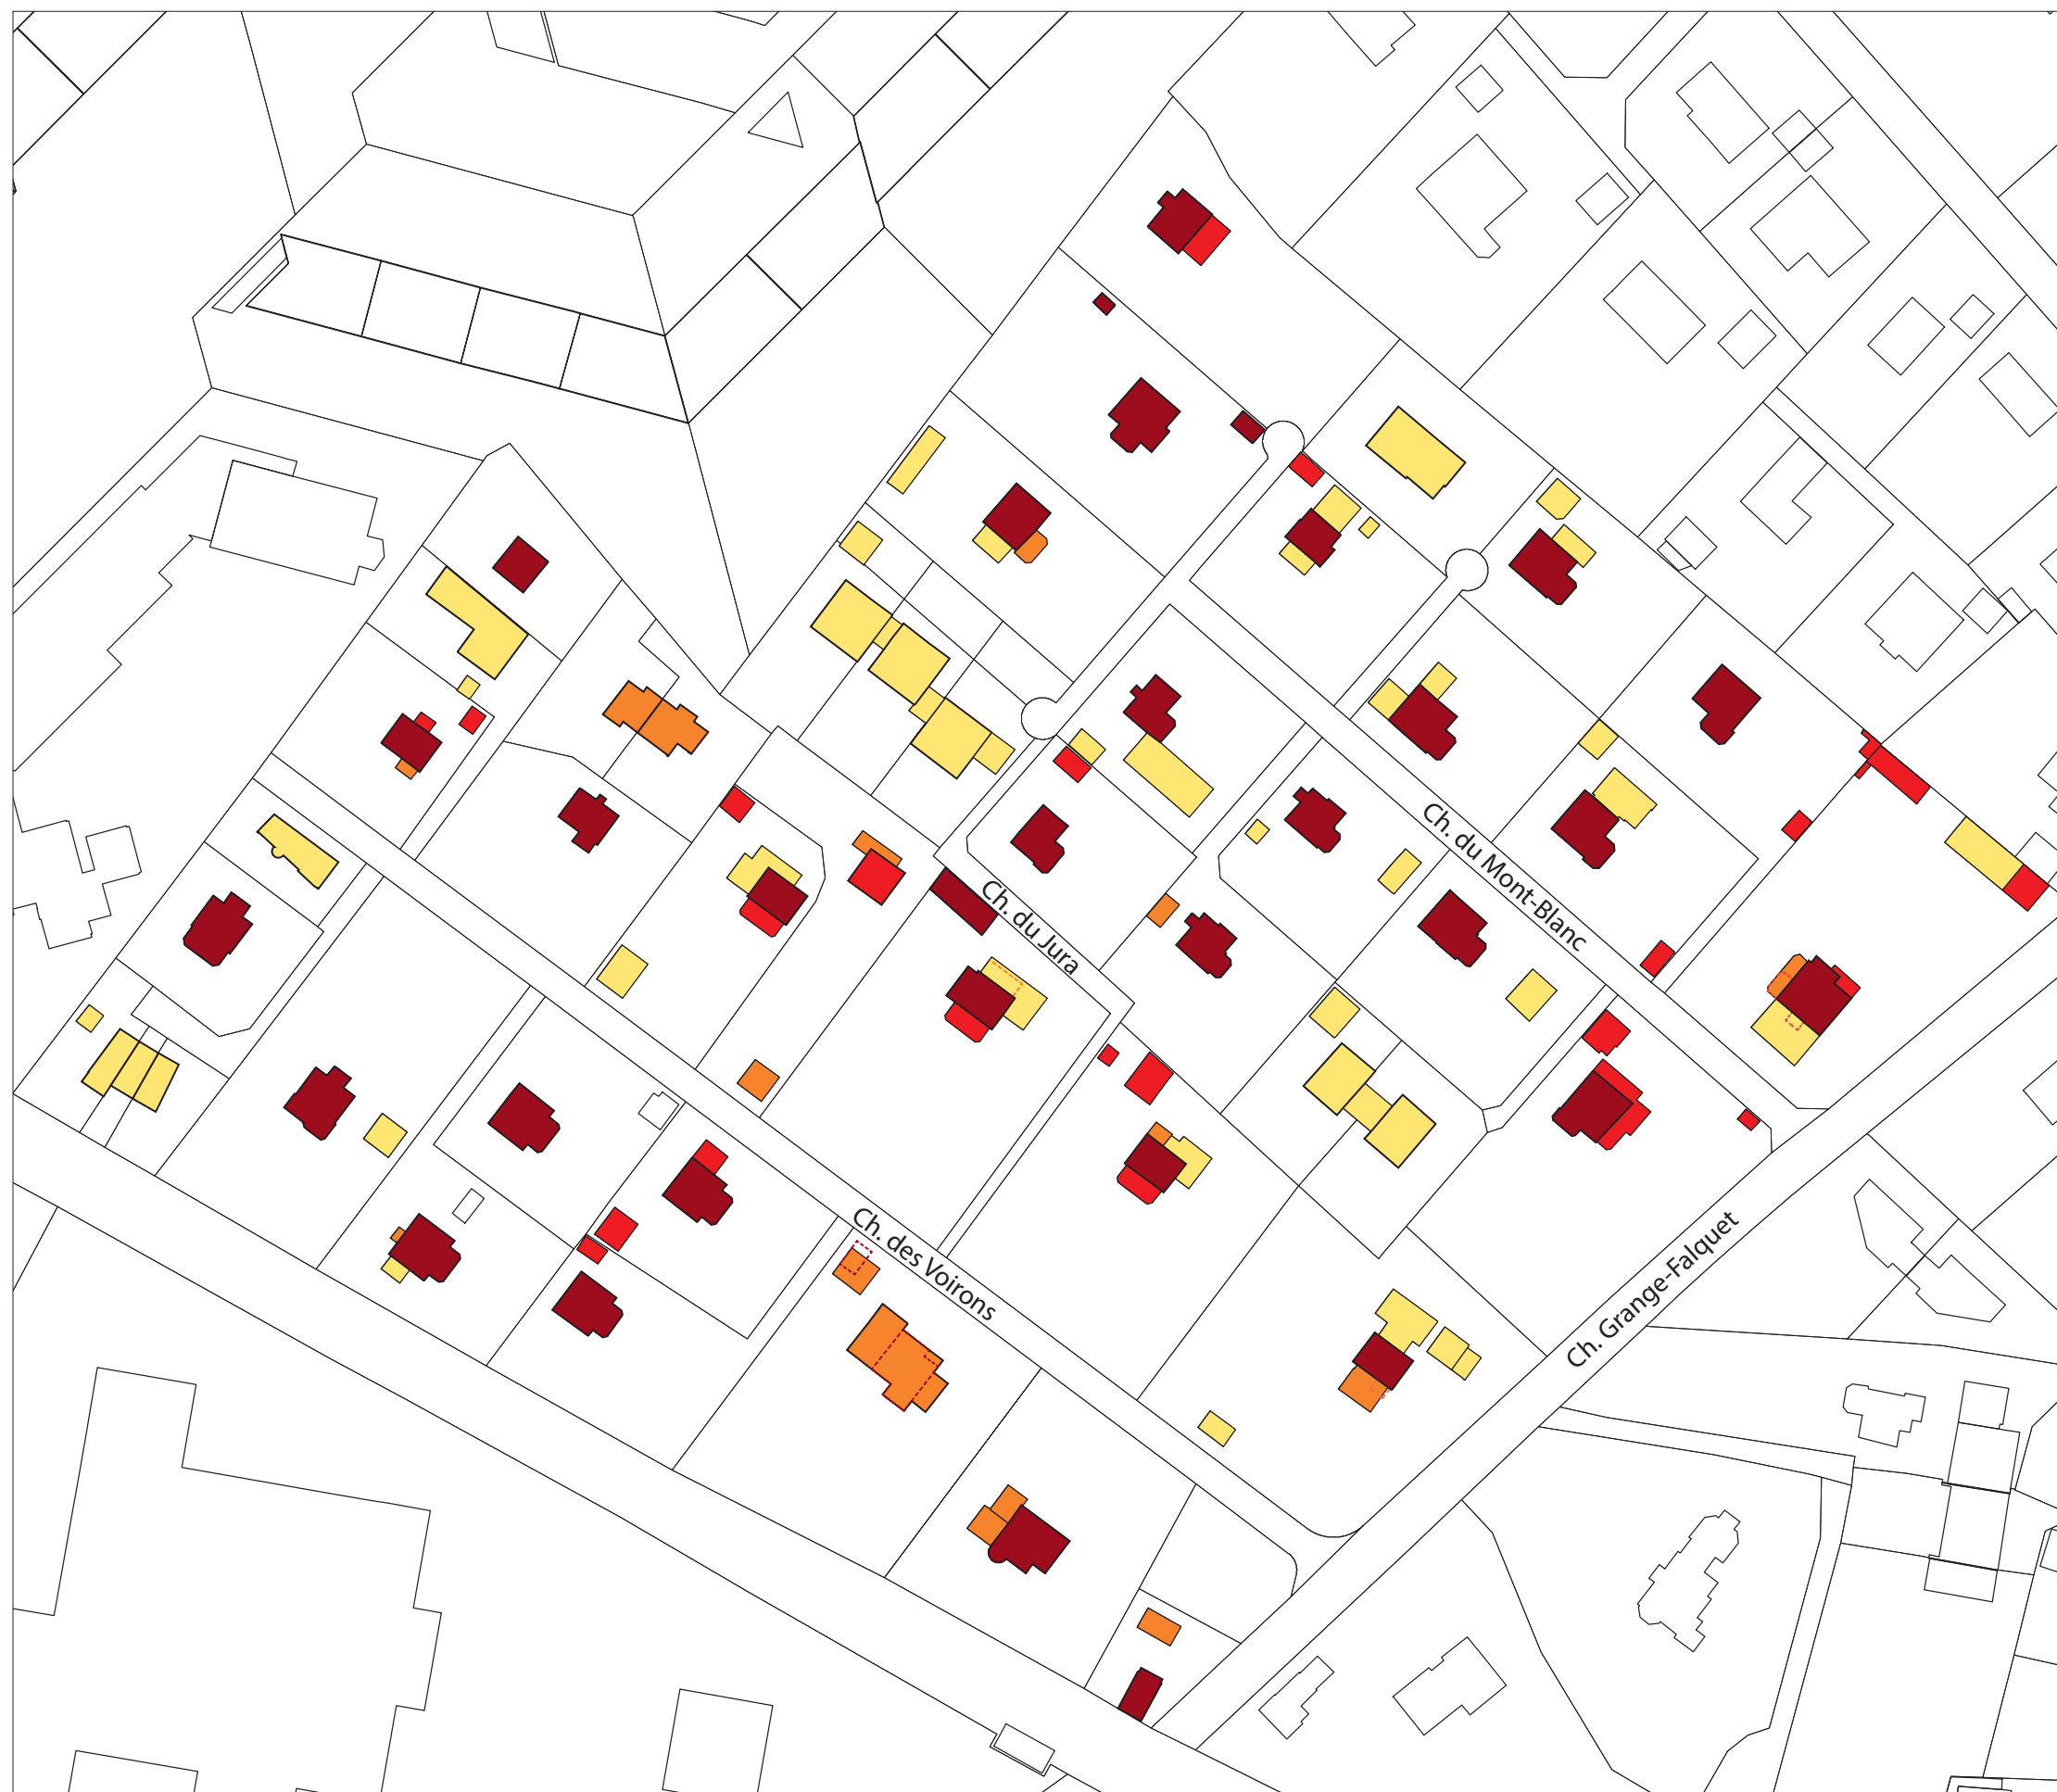 Ch. du Mont-Blanc
Ch. du Jura
Ch. des Voirons
Ch. Grange-Falquet